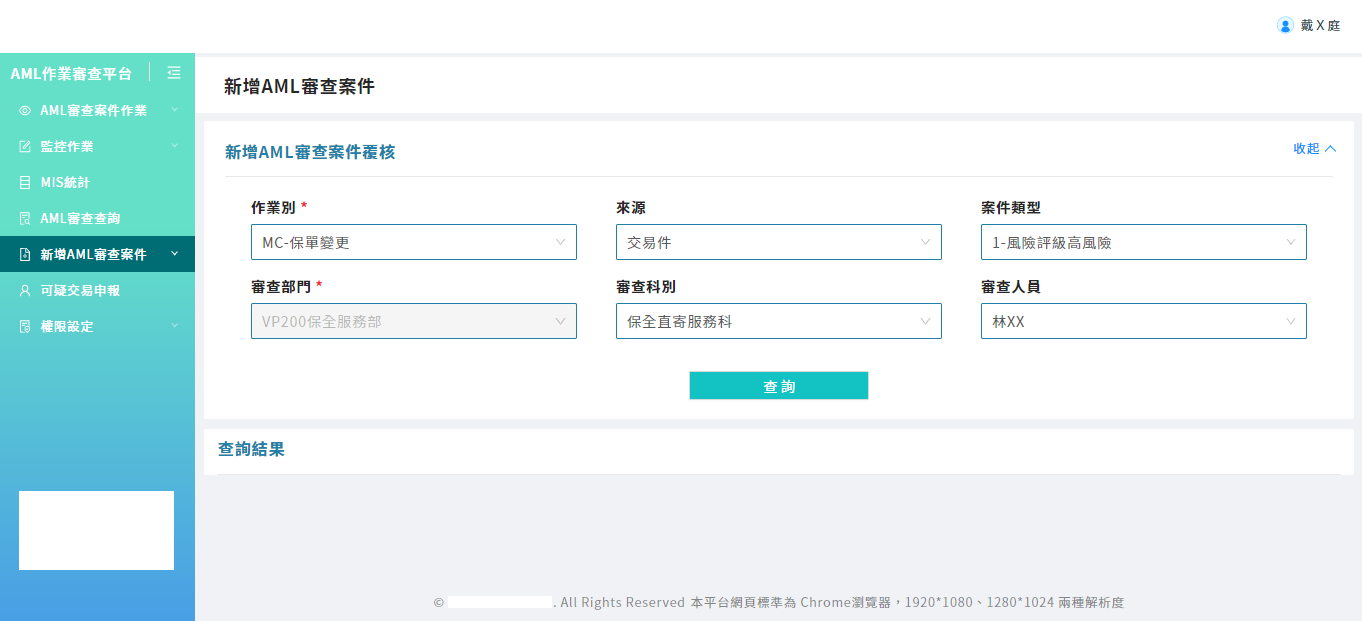 戴X庭
AML作業審查平台
AML審查案件作業
監控作業
MIS統計
AML審查查詢
新增AML審查案件
可疑交易申報
權限設定
新增AML審查案件
新增AML審查案件覆核
收起
作業別 * 來源 案件類型
MC-保單變更 交易件 1-風險評級高風險
審查部門 * 審查科別 審查人員
VP200保全服務部 保全直寄服務科 林XX
查詢
查詢結果
© . All Rights Reserved 本平台網頁標準為 Chrome瀏覽器，1920*1080、1280*1024 兩種解析度